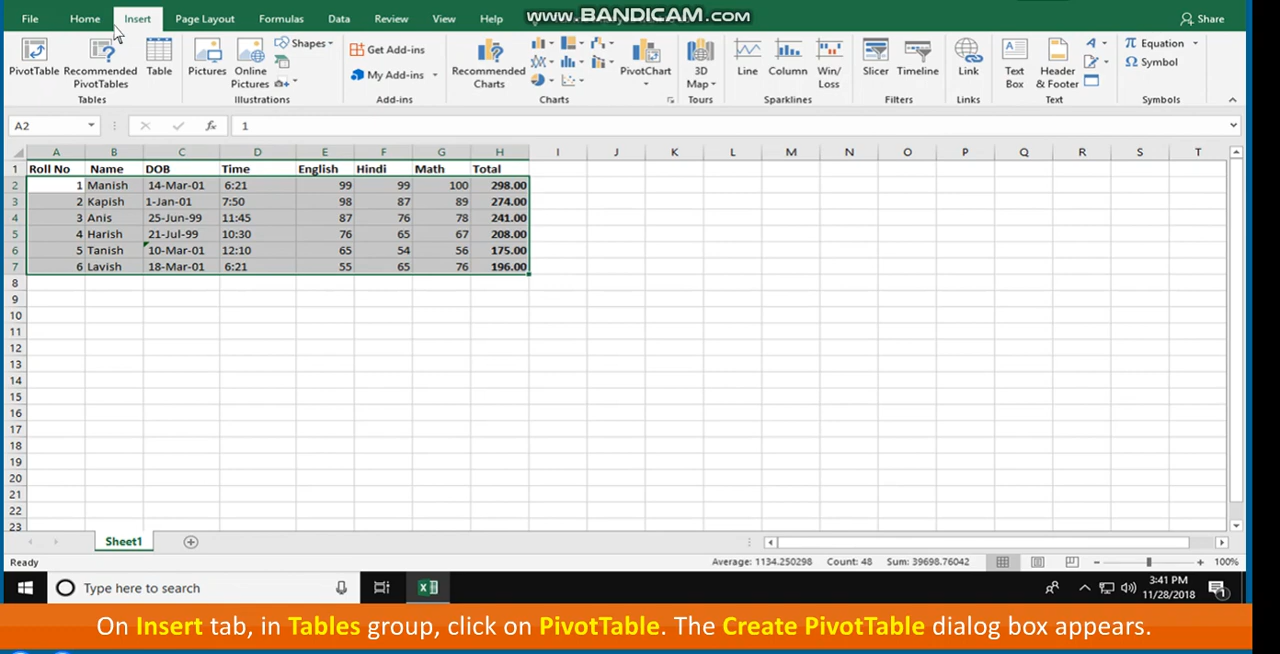 www.BANDICAM.com
File Home Insert Page Layout Formulas Data Review View Help Share
PivotTable Recommended PivotTables Table Pictures Online Pictures Shapes Get Add-ins My Add-ins Recommended Charts PivotChart 3D Map Line Column Win/Loss Slicer Timeline Link Text Box Header & Footer Equation Symbol
Tables Illustrations Add-ins Charts Tours Sparklines Filters Links Text Symbols
A2 fx 1
A B C D E F G H I J K L M N O P Q R S T
1 Roll No Name DOB Time English Hindi Math Total
2 1 Manish 14-Mar-01 6:21 99 99 100 298.00
3 2 Kapish 1-Jan-01 7:50 98 87 89 274.00
4 3 Anis 25-Jun-99 11:45 87 76 78 241.00
5 4 Harish 21-Jul-99 10:30 76 65 67 208.00
6 5 Tanish 10-Mar-01 12:10 65 54 56 175.00
7 6 Lavish 18-Mar-01 6:21 55 65 76 196.00
8
9
10
11
12
13
14
15
16
17
18
19
20
21
22
23
Sheet1
Ready Average: 1134.250298 Count: 48 Sum: 39698.76042 100%
Type here to search 3:41 PM
11/28/2018 1
On Insert tab, in Tables group, click on PivotTable. The Create PivotTable dialog box appears.